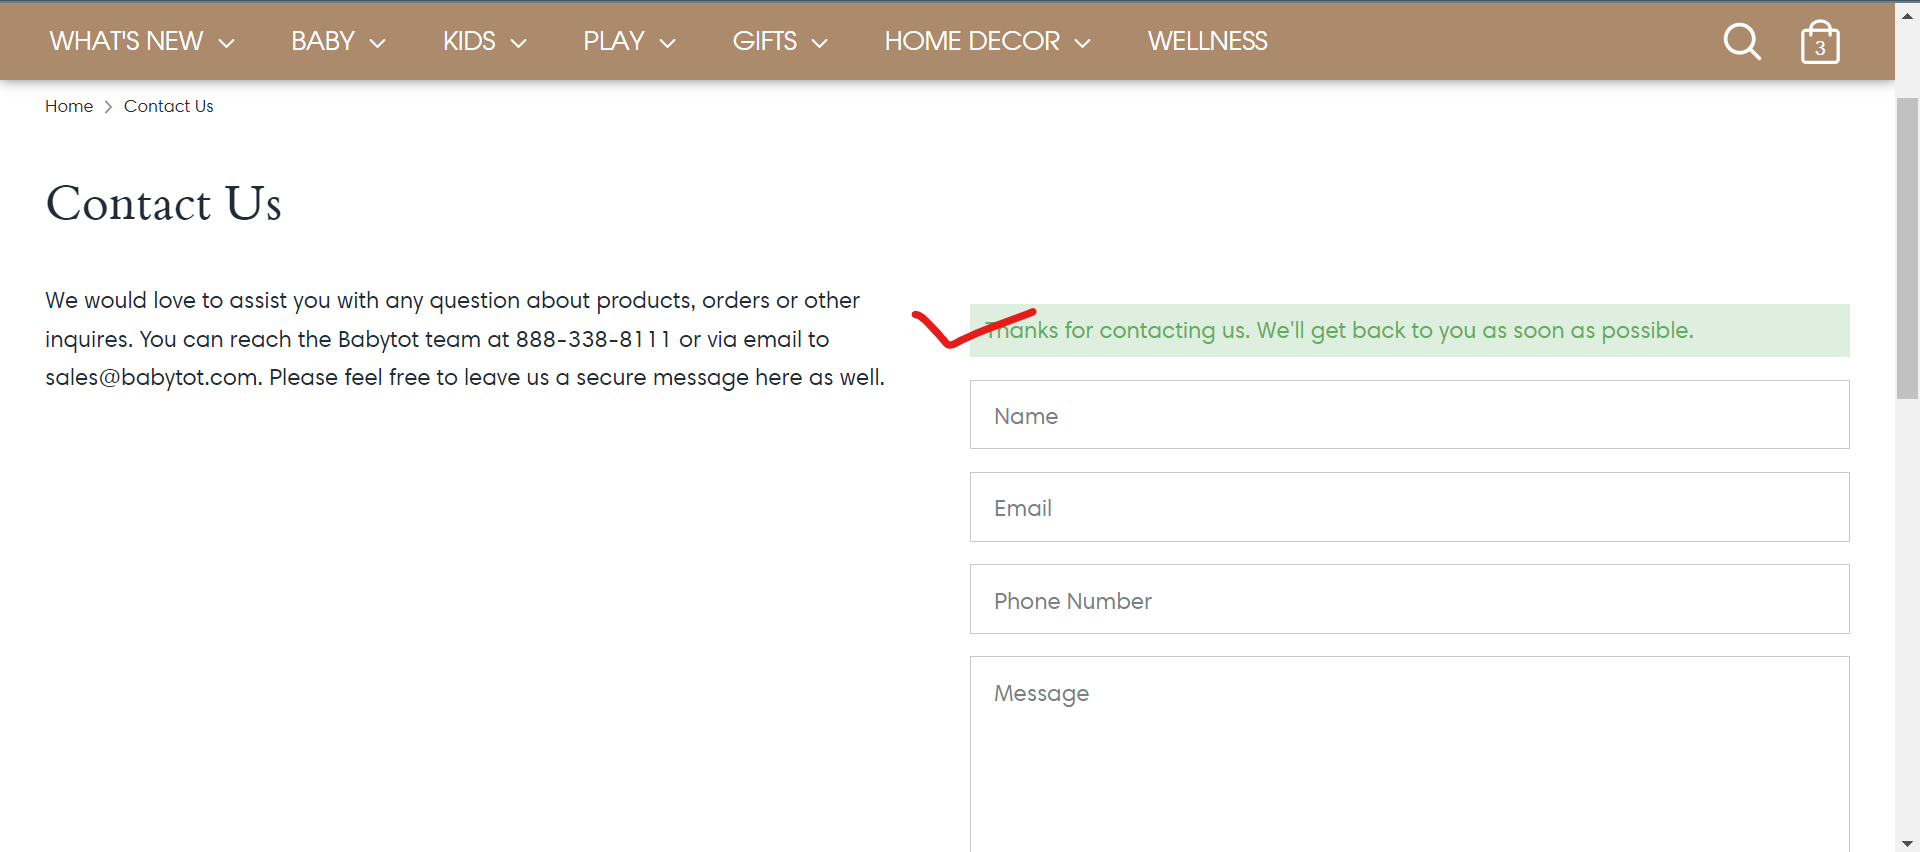 WHAT'S NEW BABY KIDS PLAY GIFTS HOME DECOR WELLNESS 3
Home > Contact Us
Contact Us
We would love to assist you with any question about products, orders or other
inquires. You can reach the Babytot team at 888-338-8111 or via email to
sales@babytot.com. Please feel free to leave us a secure message here as well.
Thanks for contacting us. We'll get back to you as soon as possible.
Name
Email
Phone Number
Message